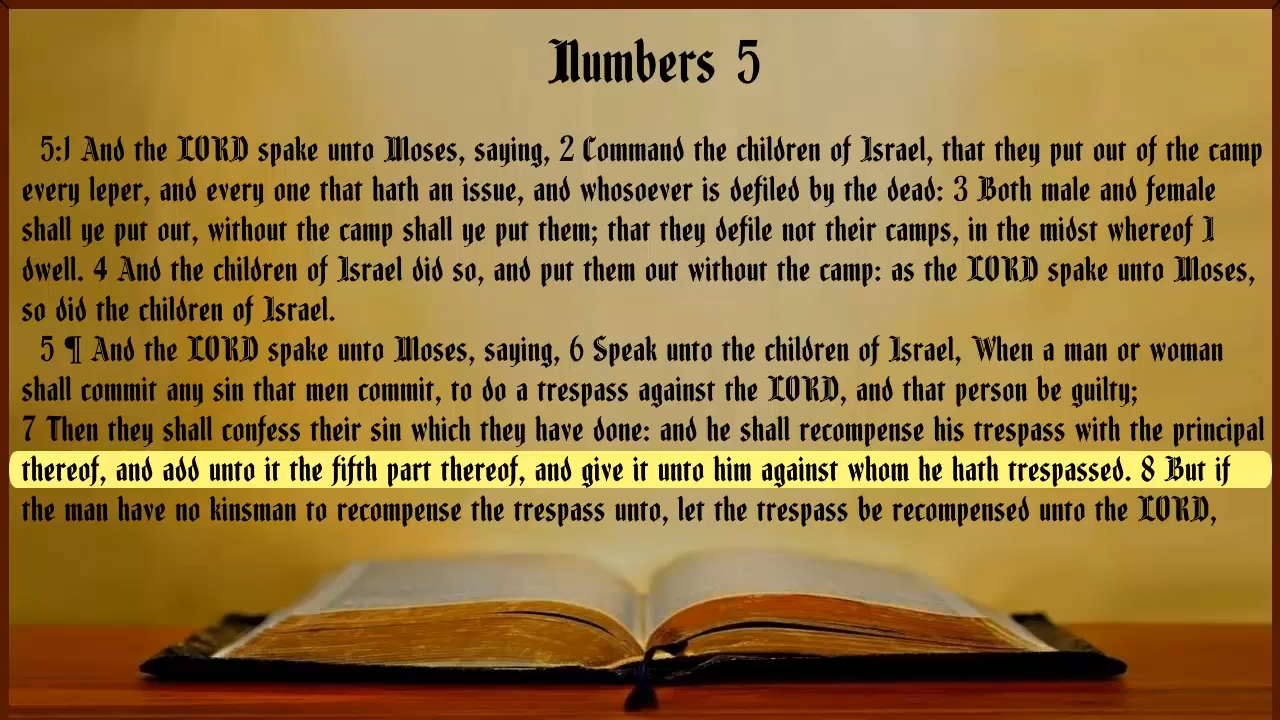 Numbers 5
5:1 And the LORD spake unto Moses, saying, 2 Command the children of Israel, that they put out of the camp
every leper, and every one that hath an issue, and whosoever is defiled by the dead: 3 Both male and female
shall ye put out, without the camp shall ye put them; that they defile not their camps, in the midst whereof I
dwell. 4 And the children of Israel did so, and put them out without the camp: as the LORD spake unto Moses,
so did the children of Israel.
5 ¶ And the LORD spake unto Moses, saying, 6 Speak unto the children of Israel, When a man or woman
shall commit any sin that men commit, to do a trespass against the LORD, and that person be guilty;
7 Then they shall confess their sin which they have done: and he shall recompense his trespass with the principal
thereof, and add unto it the fifth part thereof, and give it unto him against whom he hath trespassed. 8 But if
the man have no kinsman to recompense the trespass unto, let the trespass be recompensed unto the LORD,